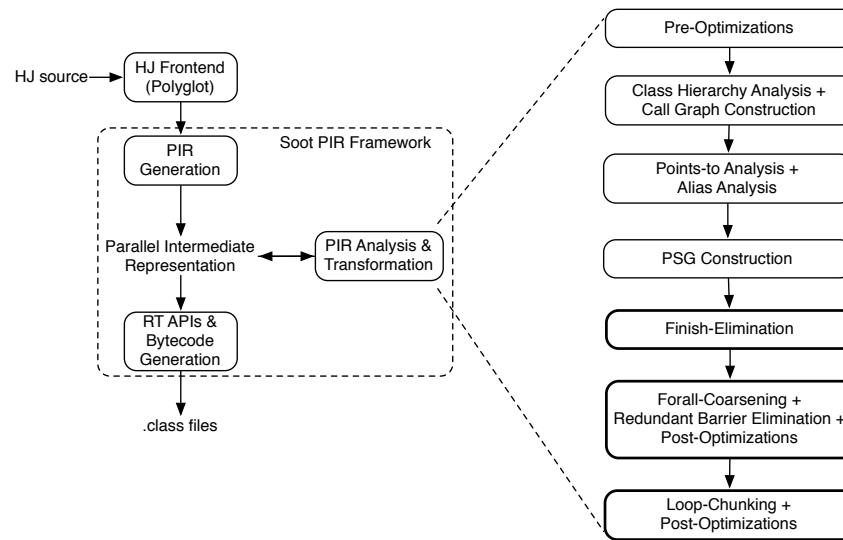 HJ source
HJ Frontend
(Polyglot)
Soot PIR Framework
PIR
Generation
Parallel Intermediate
Representation
PIR Analysis &
Transformation
RT APIs &
Bytecode
Generation
.class files
Pre-Optimizations
Class Hierarchy Analysis +
Call Graph Construction
Points-to Analysis +
Alias Analysis
PSG Construction
Finish-Elimination
Forall-Coarsening +
Redundant Barrier Elimination +
Post-Optimizations
Loop-Chunking +
Post-Optimizations